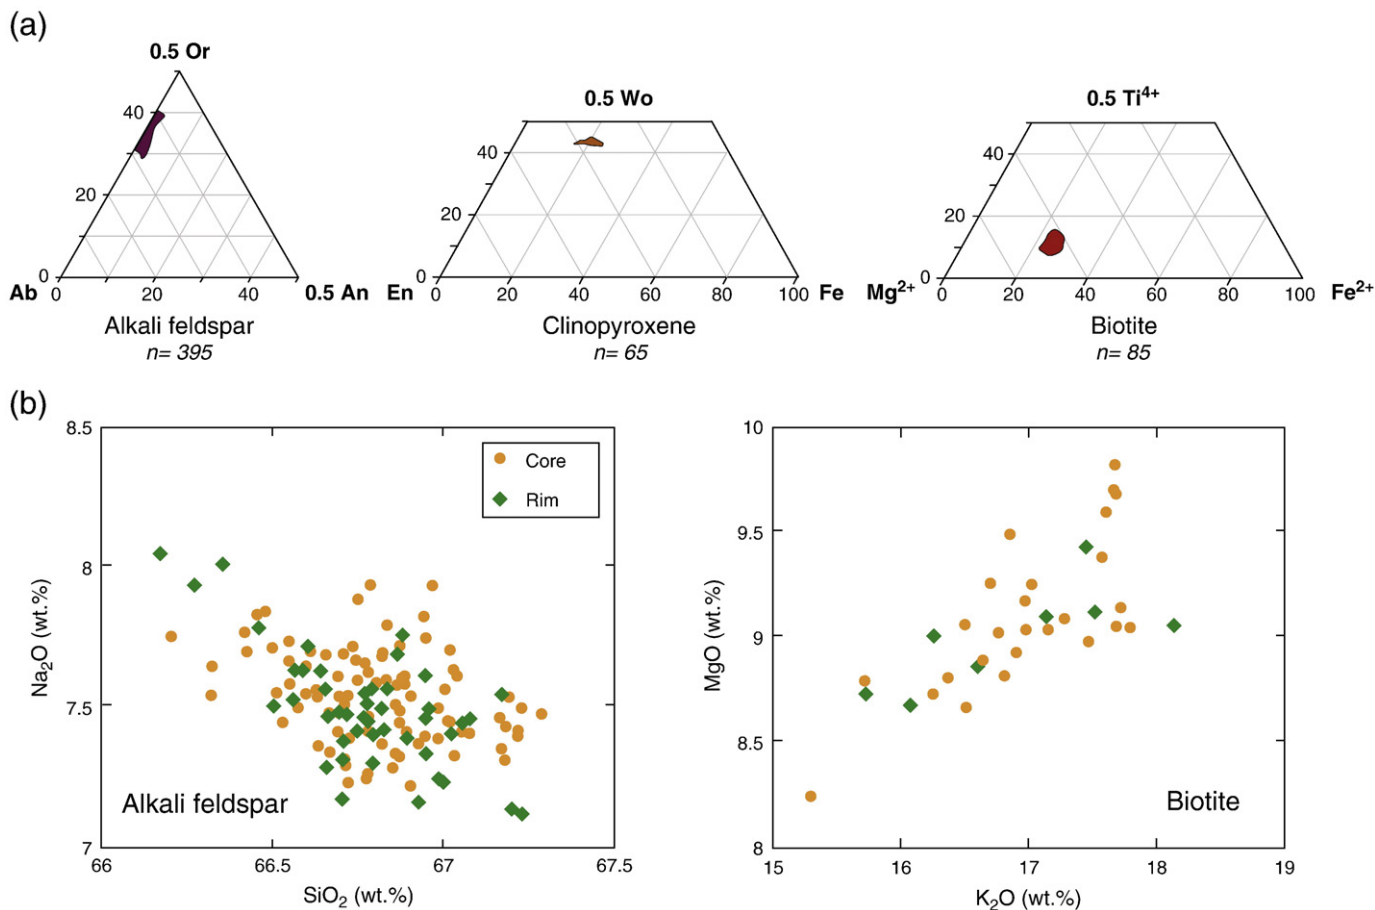 (a)
0.5 Or
40
20
0
Ab 0 20 40 0.5 An
Alkali feldspar
n= 395
0.5 Wo
40
20
0
En 0 20 40 60 80 100 Fe
Clinopyroxene
n= 65
0.5 Ti⁴⁺
40
20
0
Mg²⁺ 0 20 40 60 80 100 Fe²⁺
Biotite
n= 85
(b)
8.5
8
7.5
7
Na₂O (wt.%)
Core
Rim
Alkali feldspar
66 66.5 67 67.5
SiO₂ (wt.%)
10
9.5
9
8.5
8
MgO (wt.%)
Biotite
15 16 17 18 19
K₂O (wt.%)